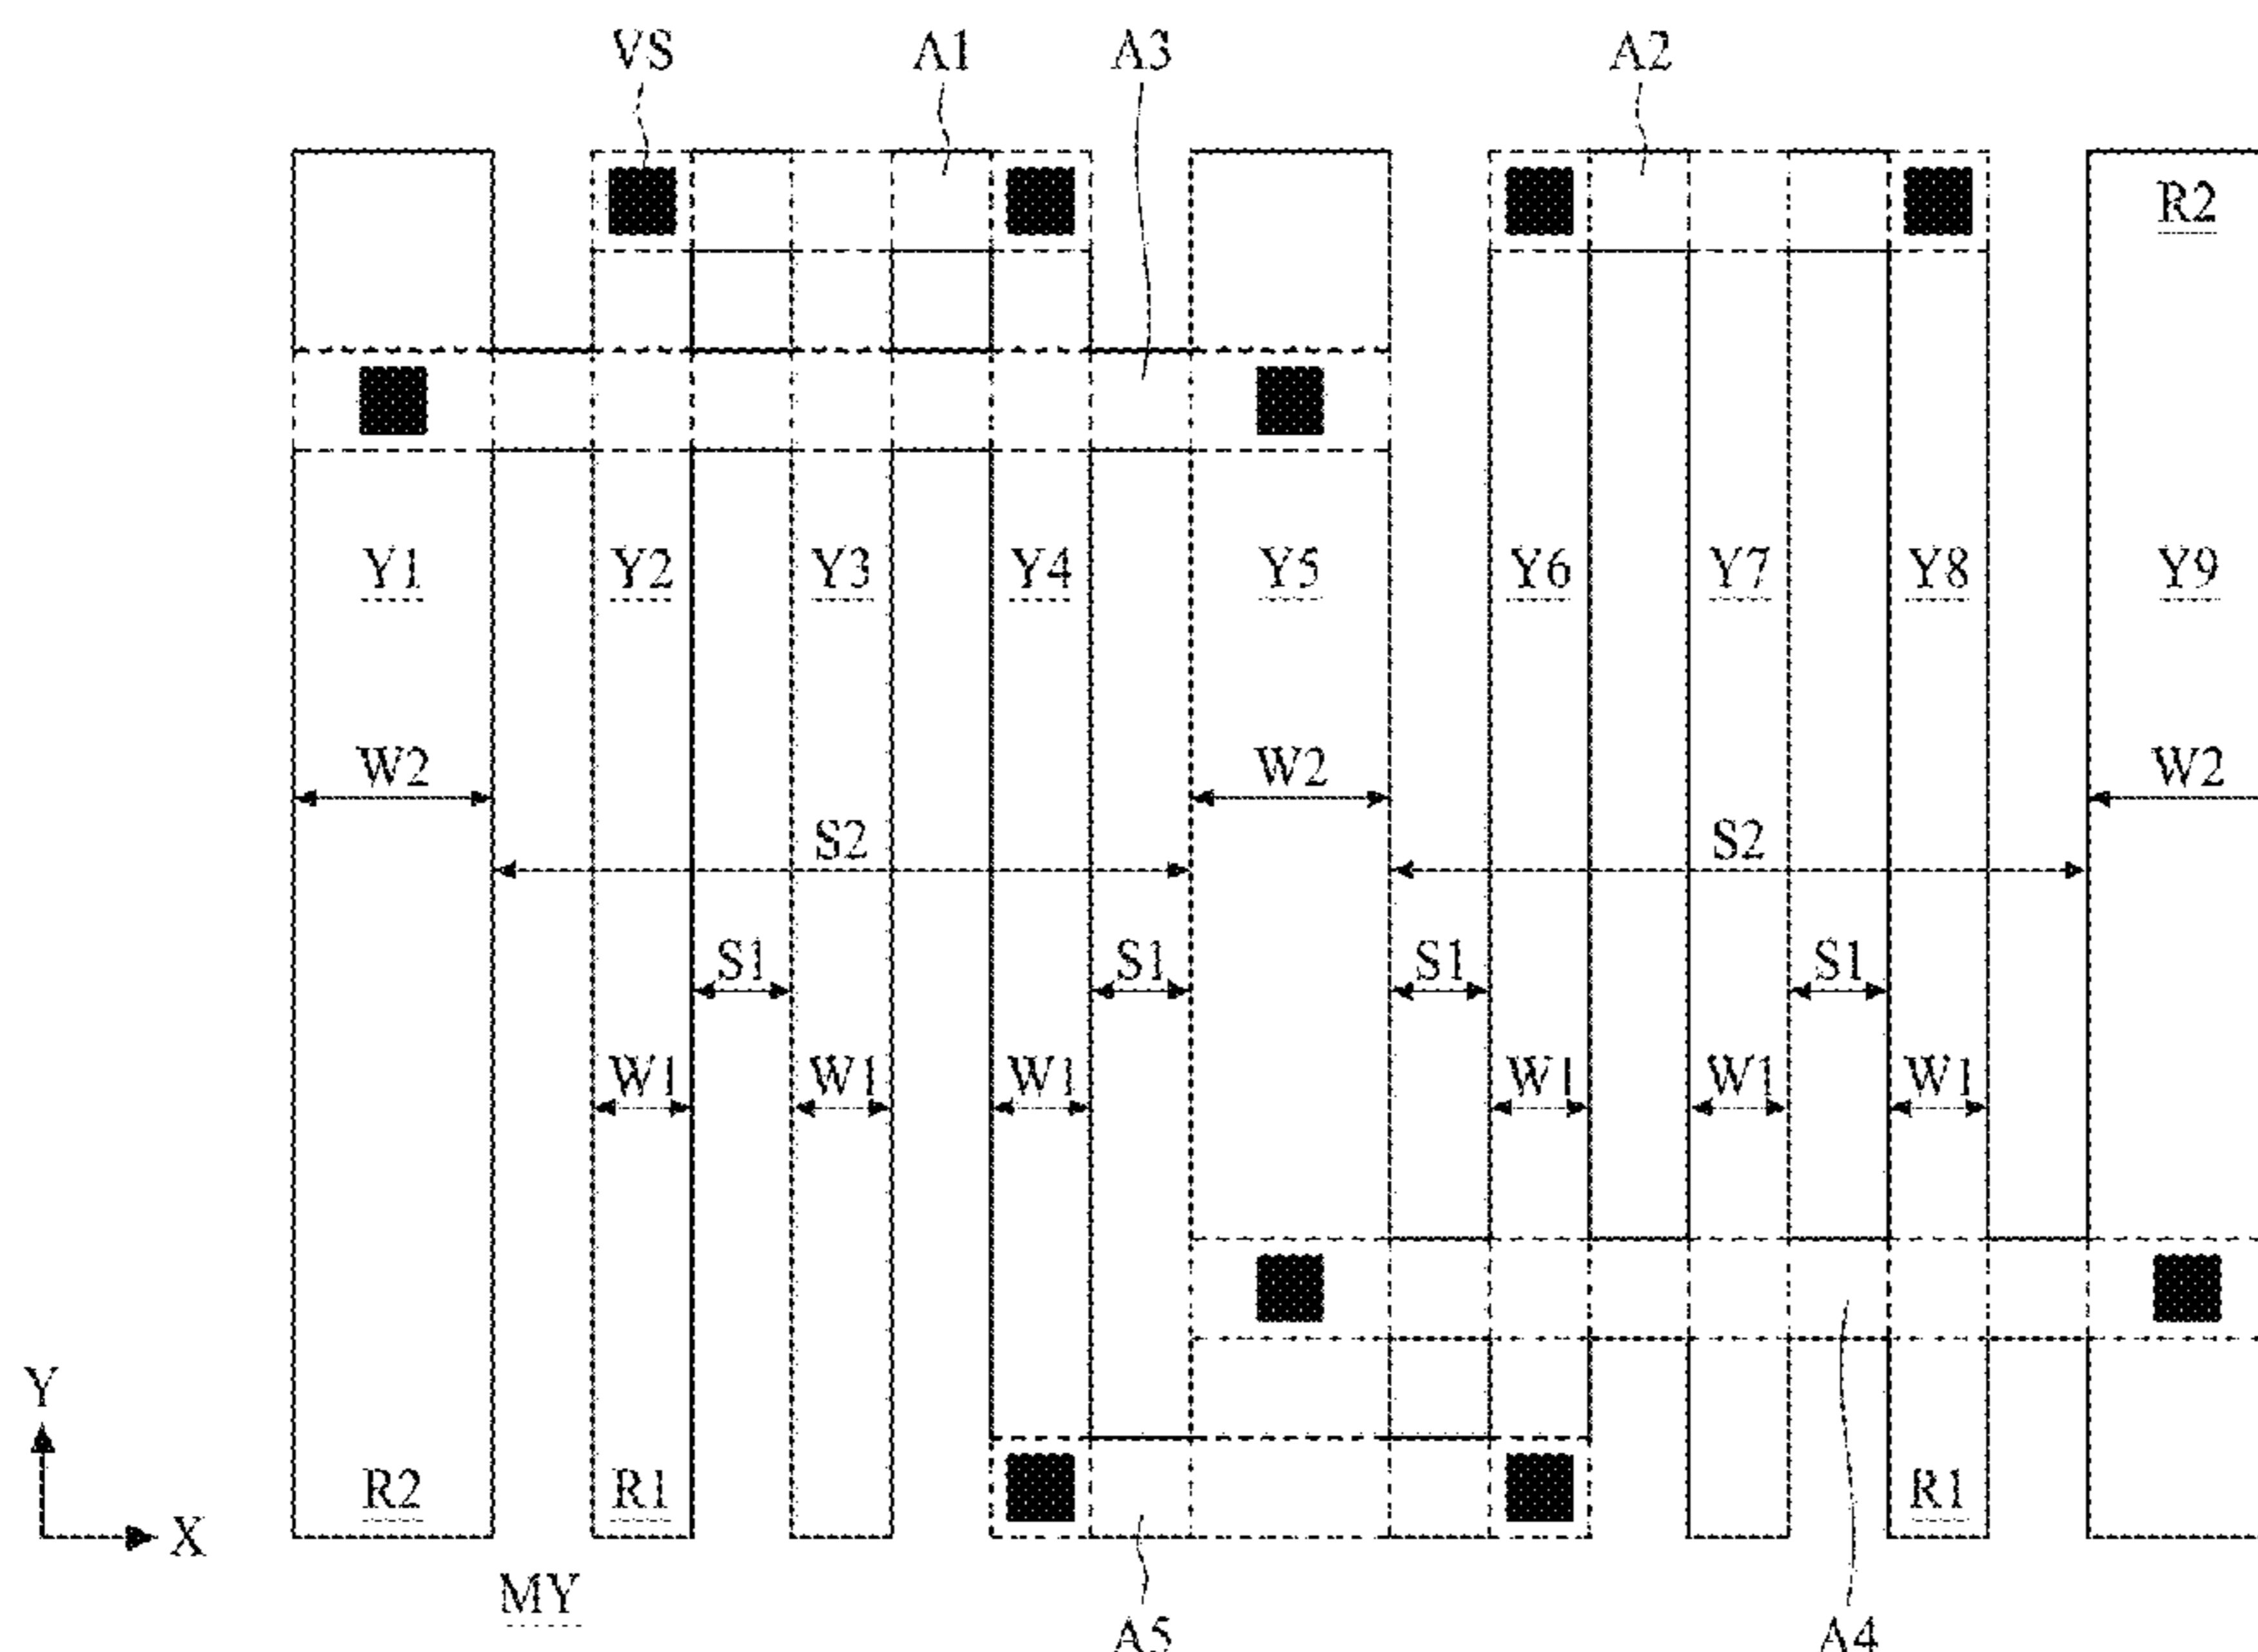 VS A1 A3 A2
R2
Y1 Y2 Y3 Y4 Y5 Y6 Y7 Y8 Y9
W2 W2 W2
S2 S2
S1 S1 S1 S1
W1 W1 W1 W1 W1 W1
Y
R2 R1 R1
X
MY
A5 A4